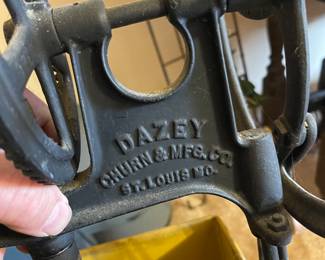 DAZEY
CHURN & MFG. CO.
ST. LOUIS MO.